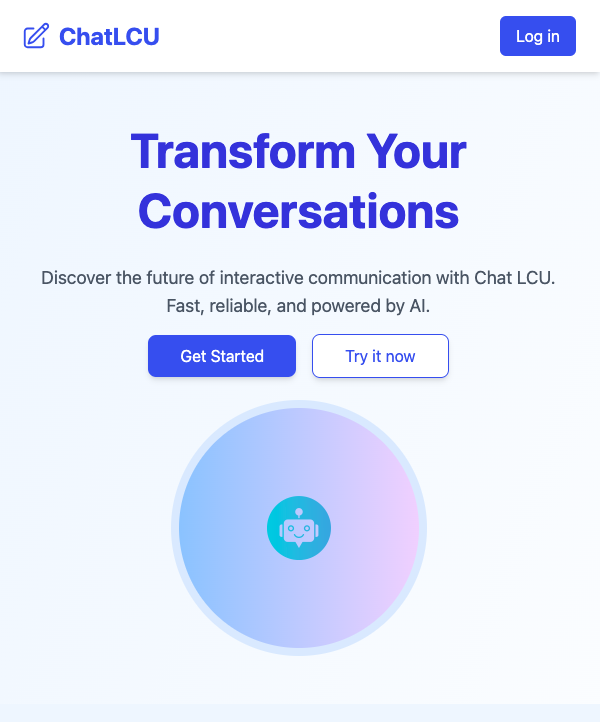 ChatLCU
Log in
Transform Your
Conversations
Discover the future of interactive communication with Chat LCU.
Fast, reliable, and powered by AI.
Get Started
Try it now